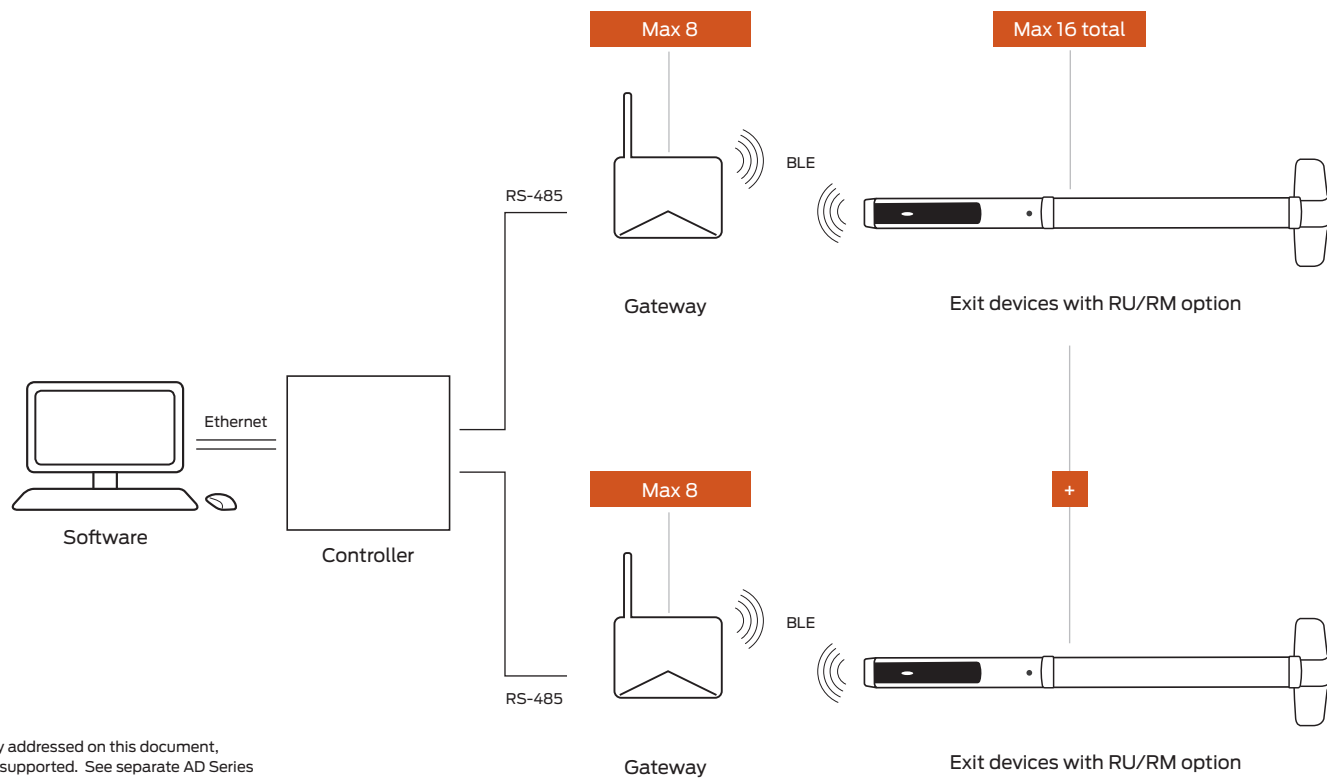 Max 8
Max 16 total
BLE
RS-485
Gateway
Exit devices with RU/RM option
Ethernet
Software
Controller
Max 8
+
BLE
RS-485
Gateway
Exit devices with RU/RM option
y addressed on this document,
supported. See separate AD Series